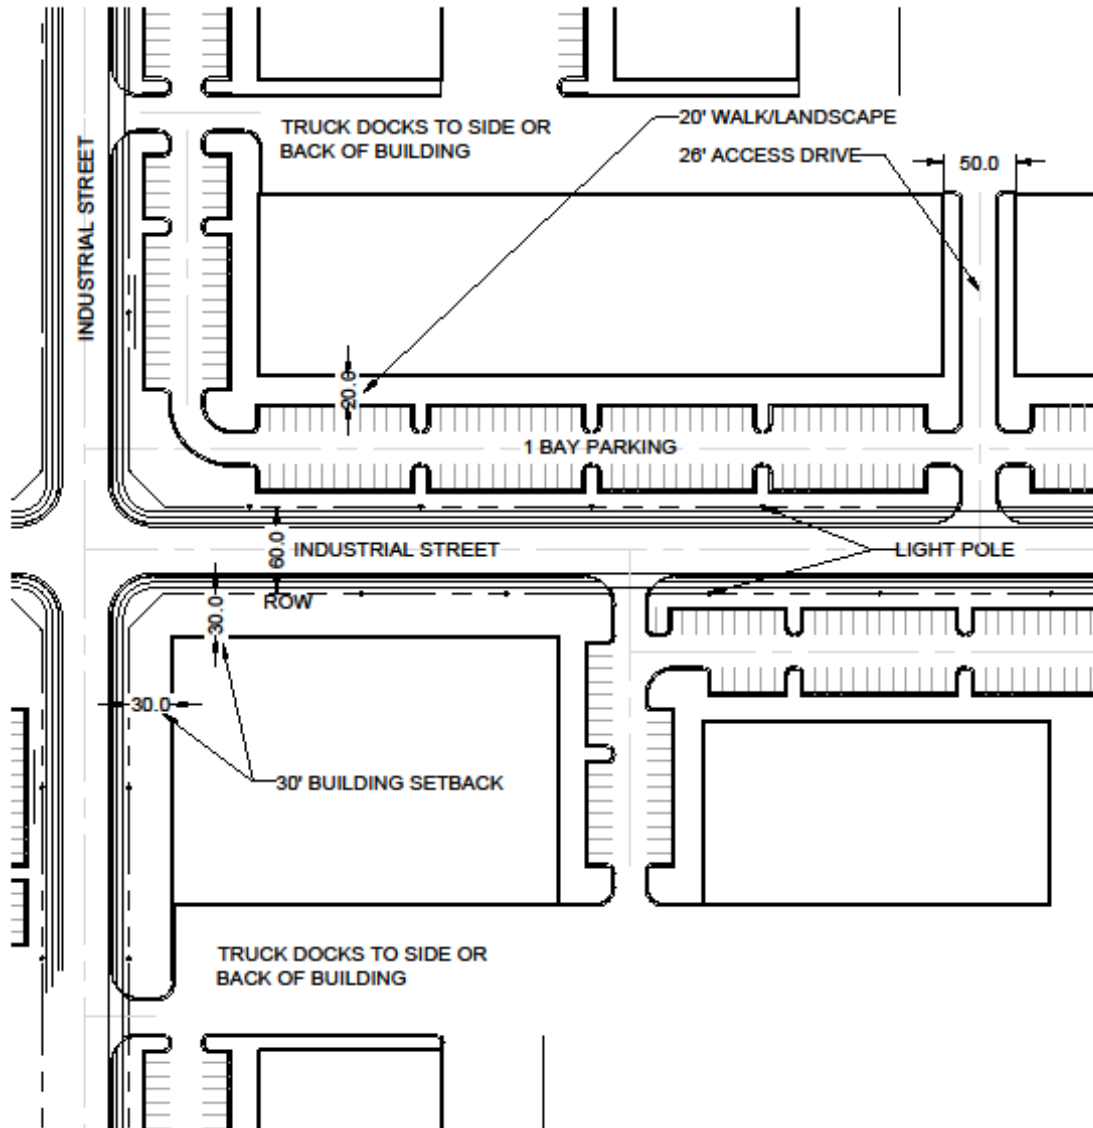 TRUCK DOCKS TO SIDE OR
BACK OF BUILDING
20' WALK/LANDSCAPE
26' ACCESS DRIVE
50.0
INDUSTRIAL STREET
20.0
1 BAY PARKING
60.0
INDUSTRIAL STREET
LIGHT POLE
ROW
30.0
30.0
30' BUILDING SETBACK
TRUCK DOCKS TO SIDE OR
BACK OF BUILDING